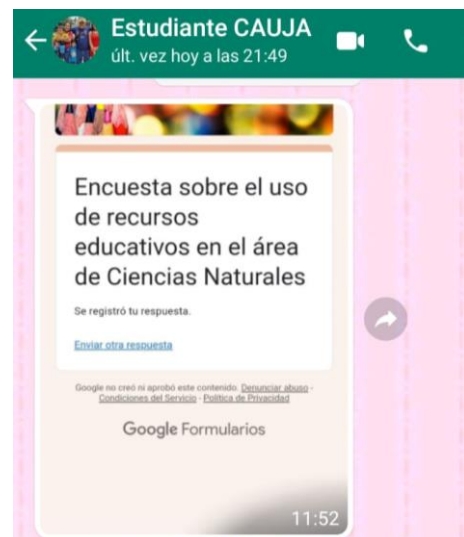 Estudiante CAUJA
últ. vez hoy a las 21:49
Encuesta sobre el uso
de recursos
educativos en el área
de Ciencias Naturales
Se registró tu respuesta.
Enviar otra respuesta
Google no creó ni aprobó este contenido. Denunciar abuso -
Condiciones del Servicio - Política de Privacidad
Google Formularios
11:52